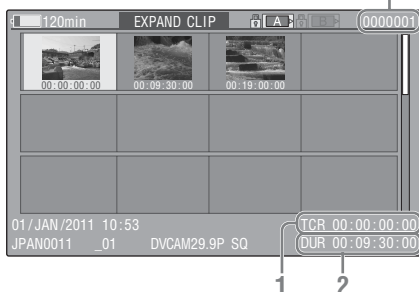 120min EXPAND CLIP A B 0000001
00:00:00:00 00:09:30:00 00:19:00:00
01/JAN/2011 10:53 TCR 00:00:00:00
JPAN0011 _01 DVCAM29.9P SQ DUR 00:09:30:00
1 2